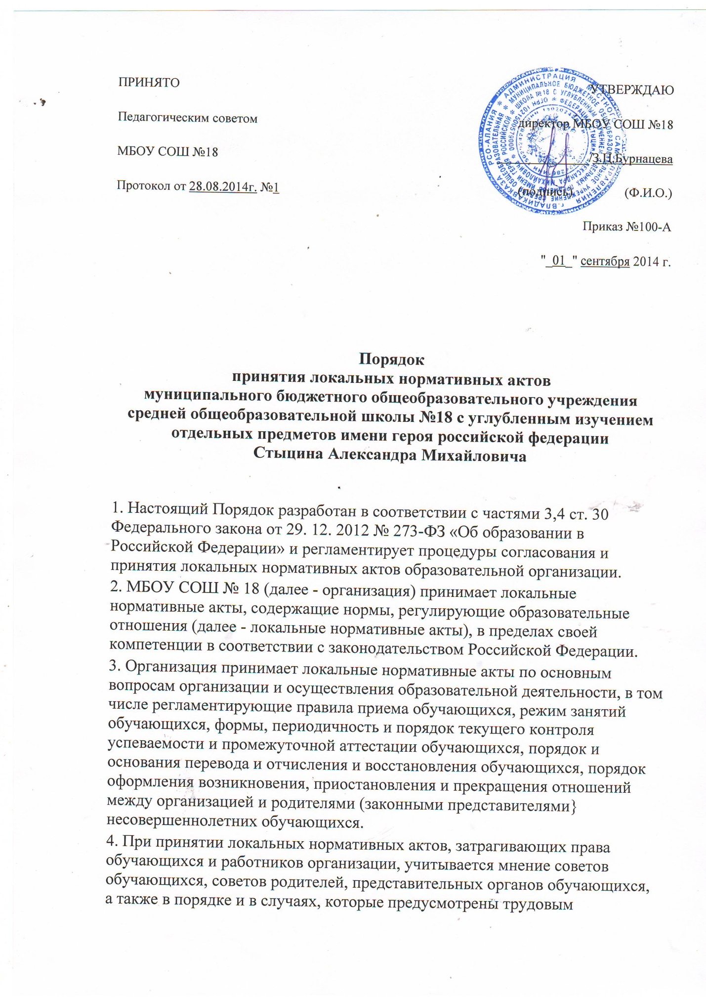 ПРИНЯТО
УТВЕРЖДАЮ
Педагогическим советом
директор МБОУ СОШ №18
МБОУ СОШ №18
/З.Ц.Бурнацева
Протокол от 28.08.2014г. №1
(подпись) (Ф.И.О.)
Приказ №100-А
"_01_" сентября 2014 г.
Порядок
принятия локальных нормативных актов
муниципального бюджетного общеобразовательного учреждения
средней общеобразовательной школы №18 с углубленным изучением
отдельных предметов имени героя российской федерации
Стыцина Александра Михайловича
1. Настоящий Порядок разработан в соответствии с частями 3,4 ст. 30
Федерального закона от 29. 12. 2012 № 273-ФЗ «Об образовании в
Российской Федерации» и регламентирует процедуры согласования и
принятия локальных нормативных актов образовательной организации.
2. МБОУ СОШ № 18 (далее - организация) принимает локальные
нормативные акты, содержащие нормы, регулирующие образовательные
отношения (далее - локальные нормативные акты), в пределах своей
компетенции в соответствии с законодательством Российской Федерации.
3. Организация принимает локальные нормативные акты по основным
вопросам организации и осуществления образовательной деятельности, в том
числе регламентирующие правила приема обучающихся, режим занятий
обучающихся, формы, периодичность и порядок текущего контроля
успеваемости и промежуточной аттестации обучающихся, порядок и
основания перевода и отчисления и восстановления обучающихся, порядок
оформления возникновения, приостановления и прекращения отношений
между организацией и родителями (законными представителями}
несовершеннолетних обучающихся.
4. При принятии локальных нормативных актов, затрагивающих права
обучающихся и работников организации, учитывается мнение советов
обучающихся, советов родителей, представительных органов обучающихся,
а также в порядке и в случаях, которые предусмотрены трудовым
РСО-АЛАНИЯ * АДМИНИСТРАЦИЯ МЕСТНОГО САМОУПРАВЛЕНИЯ г.ВЛАДИКАВКАЗА